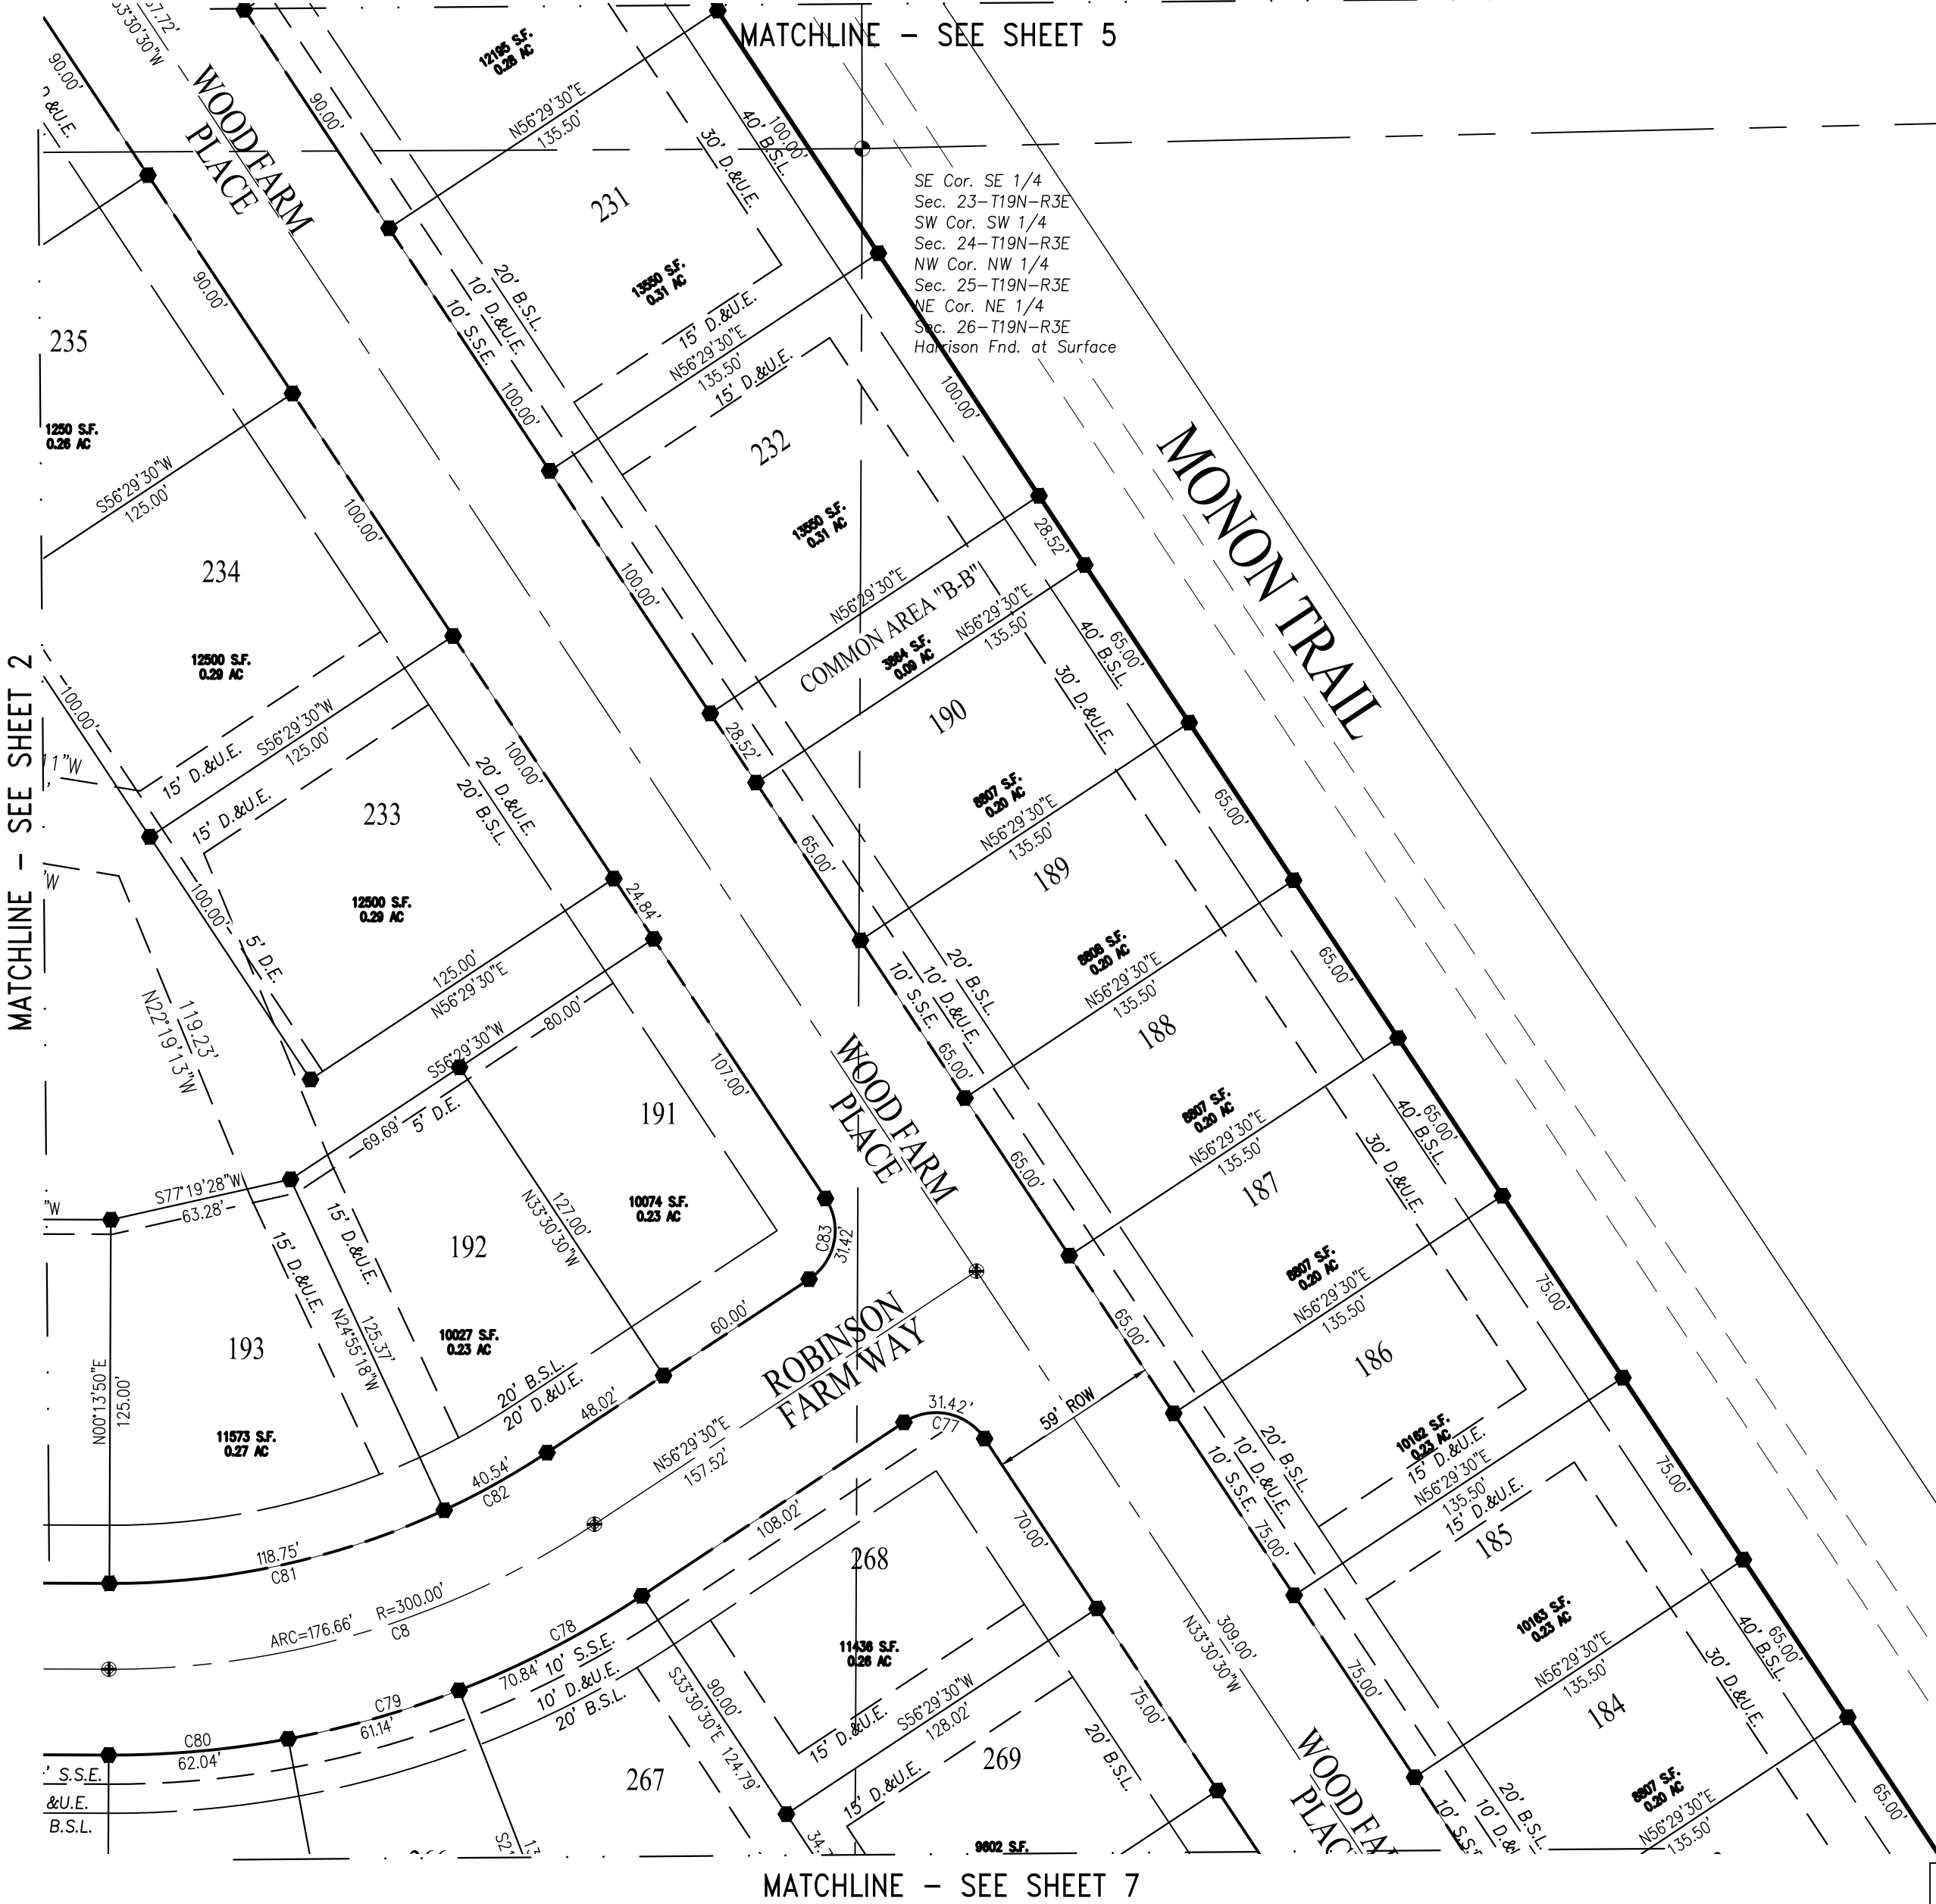 MATCHLINE - SEE SHEET 5
MATCHLINE - SEE SHEET 2
MATCHLINE - SEE SHEET 7
57.72'
33°30'30"W
WOOD FARM
PLACE
90.00'
D.&U.E.
90.00'
12195 S.F.
0.28 AC
N56°29'30"E
135.50'
30' D.&U.E.
40' B.S.L.
100.00'
SE Cor. SE 1/4
Sec. 23-T19N-R3E
SW Cor. SW 1/4
Sec. 24-T19N-R3E
NW Cor. NW 1/4
Sec. 25-T19N-R3E
NE Cor. NE 1/4
Sec. 26-T19N-R3E
Harrison Fnd. at Surface
231
13550 S.F.
0.31 AC
20' B.S.L.
10' D.&U.E.
10' S.S.E.
100.00'
15' D.&U.E.
N56°29'30"E
135.50'
15' D.&U.E.
90.00'
235
1250 S.F.
0.26 AC
S56°29'30"W
125.00'
100.00'
232
13550 S.F.
0.31 AC
100.00'
MONON TRAIL
28.52'
N56°29'30"E
COMMON AREA "B-B"
3864 S.F.
0.09 AC
N56°29'30"E
135.50'
100.00'
28.52'
234
12500 S.F.
0.29 AC
100.00'
15' D.&U.E.
S56°29'30"W
125.00'
15' D.&U.E.
11"W
'W
65.00'
40' B.S.L.
30' D.&U.E.
190
8807 S.F.
0.20 AC
N56°29'30"E
135.50'
65.00'
65.00'
100.00'
20' D.&U.E.
20' B.S.L.
233
12500 S.F.
0.29 AC
100.00'
5' D.E.
125.00'
N56°29'30"E
24.84'
189
8808 S.F.
0.20 AC
N56°29'30"E
135.50'
65.00'
20' B.S.L.
10' D.&U.E.
10' S.S.E.
65.00'
119.23'
N22°19'13"W
S56°29'30"W
80.00'
69.69'
5' D.E.
107.00'
191
10074 S.F.
0.23 AC
WOOD FARM
PLACE
188
8807 S.F.
0.20 AC
N56°29'30"E
135.50'
65.00'
65.00'
40' B.S.L.
30' D.&U.E.
S77°19'28"W
63.28'
"W
15' D.&U.E.
15' D.&U.E.
192
10027 S.F.
0.23 AC
127.00'
N33°30'30"W
C83
31.42'
187
8807 S.F.
0.20 AC
N56°29'30"E
135.50'
65.00'
75.00'
N00°13'50"E
125.00'
193
11573 S.F.
0.27 AC
125.37'
N24°55'18"W
20' B.S.L.
20' D.&U.E.
60.00'
48.02'
40.54'
C82
ROBINSON
FARM WAY
N56°29'30"E
157.52'
31.42'
C77
59' ROW
186
10162 S.F.
0.23 AC
15' D.&U.E.
N56°29'30"E
135.50'
15' D.&U.E.
75.00'
20' B.S.L.
10' D.&U.E.
10' S.S.E.
75.00'
118.75'
C81
108.02'
70.00'
268
11436 S.F.
0.26 AC
185
10163 S.F.
0.23 AC
N56°29'30"E
135.50'
40' B.S.L.
65.00'
30' D.&U.E.
75.00'
309.00'
N33°30'30"W
ARC=176.66'
R=300.00'
C8
C78
70.84'
10' S.S.E.
10' D.&U.E.
20' B.S.L.
90.00'
S33°30'30"E 124.79'
15' D.&U.E.
S56°29'30"W
128.02'
15' D.&U.E.
75.00'
20' B.S.L.
184
8807 S.F.
0.20 AC
N56°29'30"E
135.50'
65.00'
C79
61.14'
C80
62.04'
' S.S.E.
&U.E.
B.S.L.
267
269
9602 S.F.
34.
WOOD FA
PLAC
20' B.S.L.
10' D.&
10' S.S.
S21
13